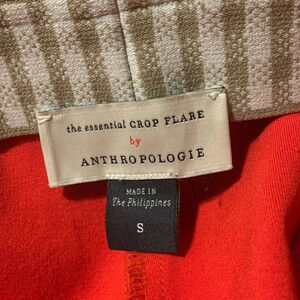 the essential CROP FLARE
by
ANTHROPOLOGIE
MADE IN
The Philippines
S